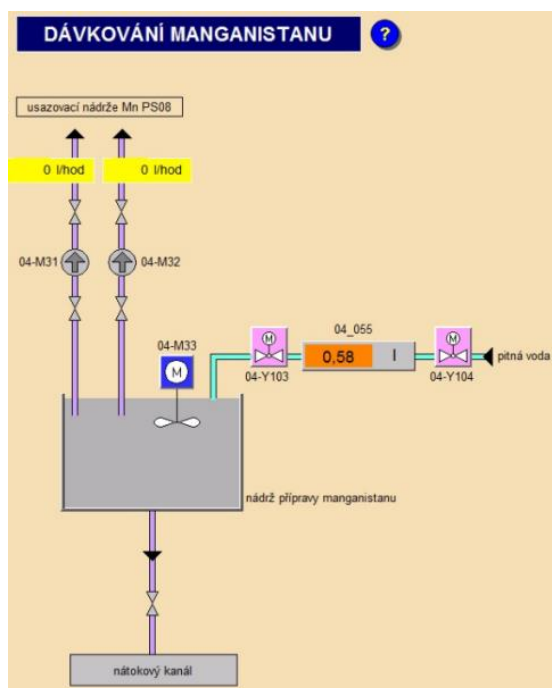 DÁVKOVÁNÍ MANGANISTANU ?
usazovací nádrže Mn PS08
0 l/hod 0 l/hod
04-M31 04-M32
04-M33 04_055
M M M
0,58 l pitná voda
04-Y103 04-Y104
nádrž přípravy manganistanu
nátokový kanál